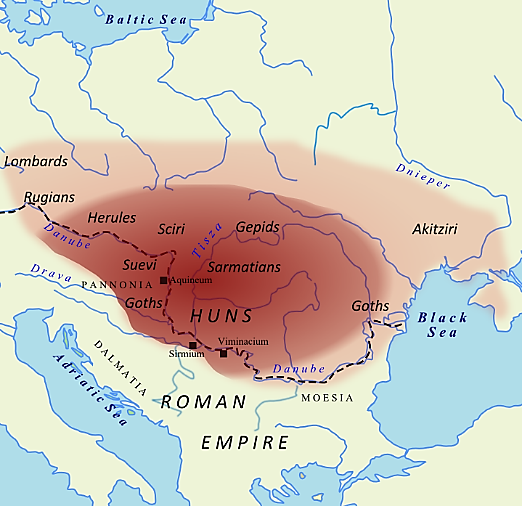 Baltic Sea
Lombards
Dnieper
Rugians
Herules
Sciri
Tisza
Gepids
Akitziri
Danube
Suevi
Sarmatians
Drava
PANNONIA
Aquincum
Goths
HUNS
Goths
Black
Sea
Viminacium
Sirmium
DALMATIA
Adriatic Sea
Danube
MOESIA
ROMAN
EMPIRE